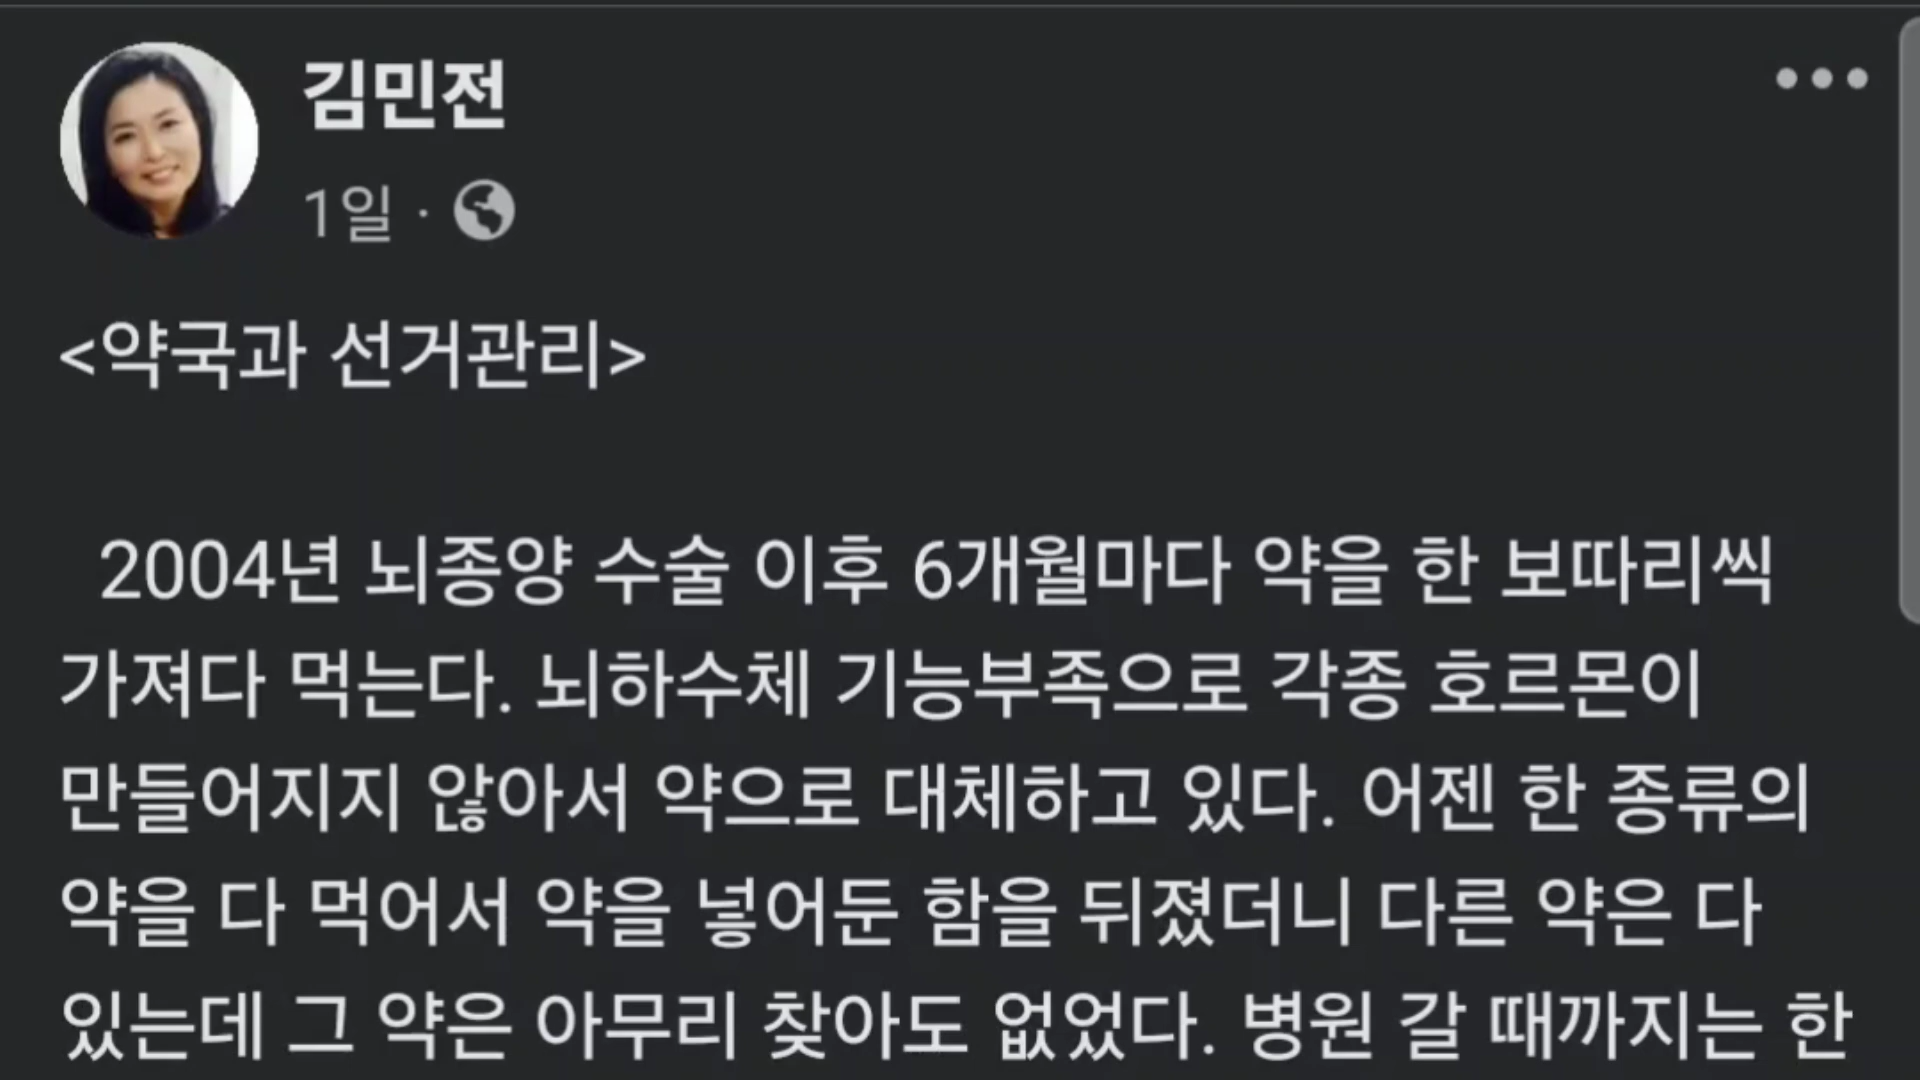 김민전
1일 ·
<약국과 선거관리>
2004년 뇌종양 수술 이후 6개월마다 약을 한 보따리씩
가져다 먹는다. 뇌하수체 기능부족으로 각종 호르몬이
만들어지지 않아서 약으로 대체하고 있다. 어젠 한 종류의
약을 다 먹어서 약을 넣어둔 함을 뒤졌더니 다른 약은 다
있는데 그 약은 아무리 찾아도 없었다. 병원 갈 때까지는 한